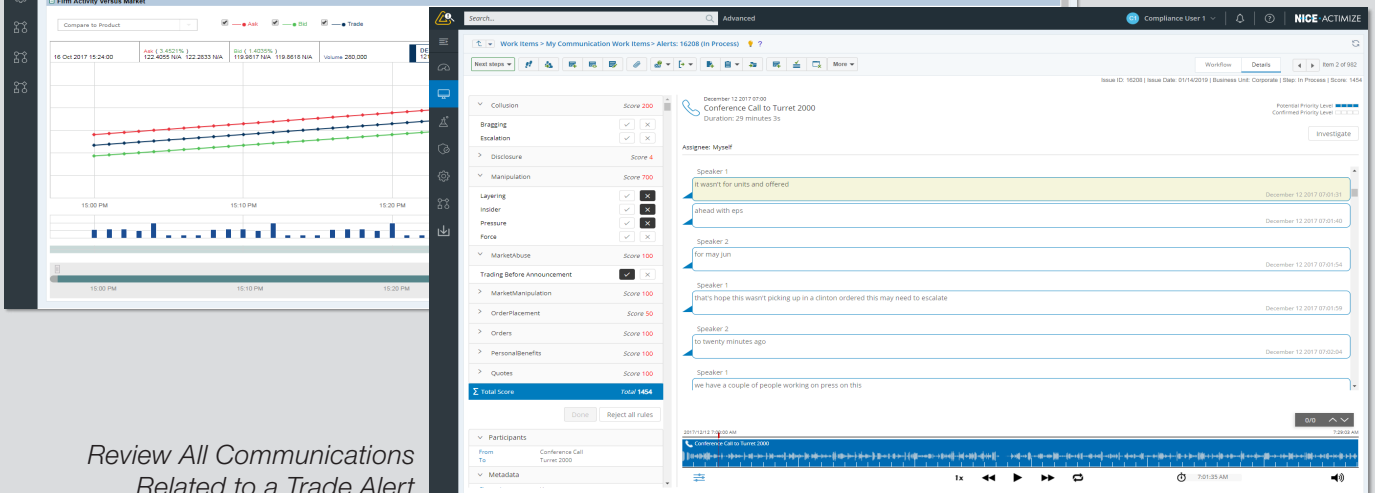 Firm Activity Versus Market
Compare to Product
Ask
Bid
Trade
16 Oct 2017 15:24:00
Ask ( 3.4521% )
122.4055 N/A 122.2633 N/A
Bid ( 1.4035% )
119.9817 N/A 119.8616 N/A
Volume 280,000
15:00 PM
15:10 PM
15:20 PM
15:00 PM
15:10 PM
15:20 PM
Review All Communications
Related to a Trade Alert
Search...
Advanced
Compliance User 1
NICE·ACTIMIZE
Work Items > My Communication Work Items > Alerts: 16208 (In Process)
Next steps
More
Workflow
Details
Item 2 of 982
Issue ID: 16208 | Issue Date: 01/14/2019 | Business Unit: Corporate | Step: In Process | Score: 1454
Collusion Score 200
Bragging
Escalation
Disclosure Score 4
Manipulation Score 700
Layering
Insider
Pressure
Force
MarketAbuse Score 100
Trading Before Announcement
MarketManipulation Score 100
OrderPlacement Score 50
Orders Score 100
PersonalBenefits Score 100
Quotes Score 100
Σ Total Score Total 1454
Done
Reject all rules
Participants
From Conference Call
To Turret 2000
Metadata
December 12 2017 07:00
Conference Call to Turret 2000
Duration: 29 minutes 3s
Potential Priority Level
Confirmed Priority Level
Investigate
Assignee: Myself
Speaker 1
it wasn't for units and offered
December 12 2017 07:01:31
ahead with eps
December 12 2017 07:01:40
Speaker 2
for may jun
December 12 2017 07:01:54
Speaker 1
that's hope this wasn't picking up in a clinton ordered this may need to escalate
December 12 2017 07:01:59
Speaker 2
to twenty minutes ago
December 12 2017 07:02:04
Speaker 1
we have a couple of people working on press on this
0/0
2017/12/12 7:00:00 AM
7:29:03 AM
Conference Call to Turret 2000
1x
7:01:35 AM